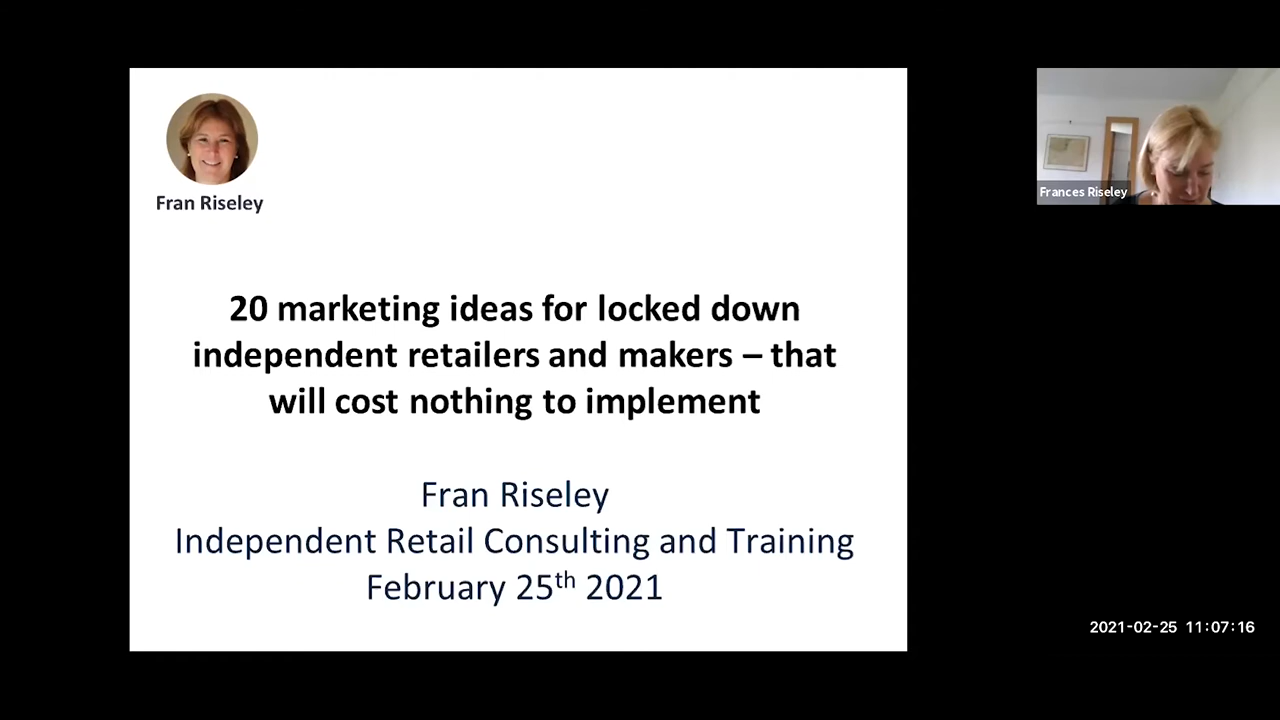 Fran Riseley
Frances Riseley
20 marketing ideas for locked down
independent retailers and makers – that
will cost nothing to implement
Fran Riseley
Independent Retail Consulting and Training
February 25th 2021
2021-02-25 11:07:16